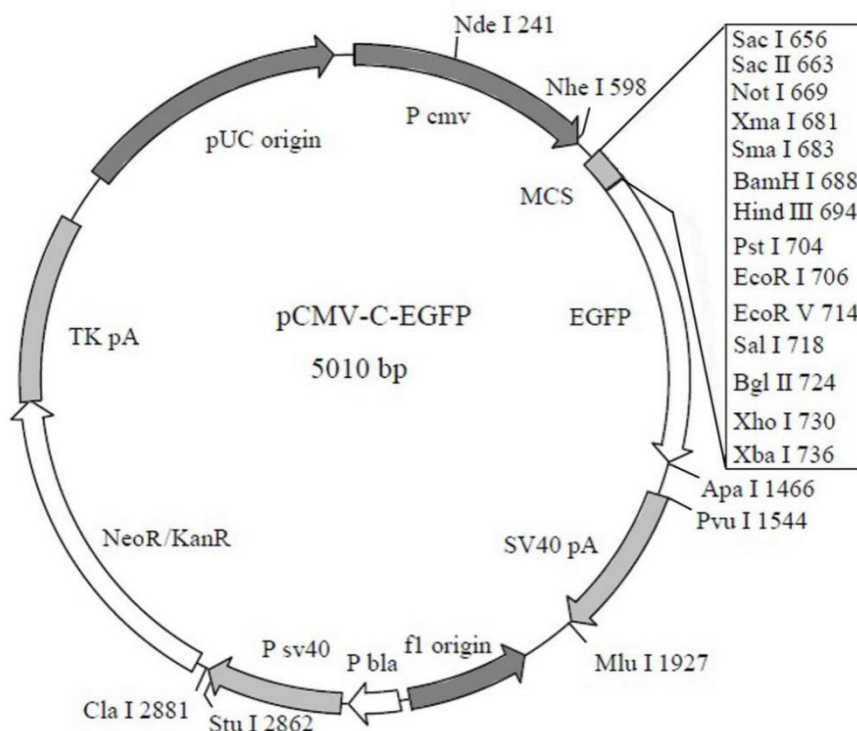 Nde I 241
Nhe I 598
P cmv
pUC origin
MCS
Sac I 656
Sac II 663
Not I 669
Xma I 681
Sma I 683
BamH I 688
Hind III 694
Pst I 704
EcoR I 706
EcoR V 714
Sal I 718
Bgl II 724
Xho I 730
Xba I 736
pCMV-C-EGFP
5010 bp
EGFP
TK pA
Apa I 1466
Pvu I 1544
NeoR/KanR
SV40 pA
P sv40
P bla
f1 origin
Mlu I 1927
Cla I 2881
Stu I 2862